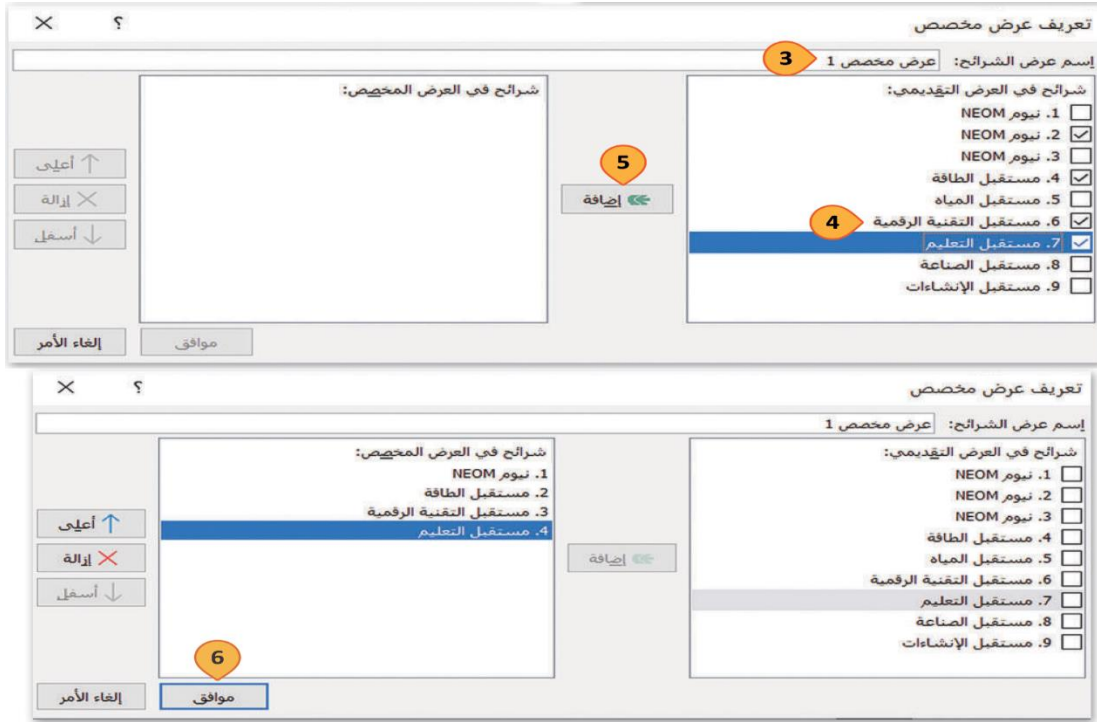 تعريف عرض مخصص
؟
إسم عرض الشرائح: عرض مخصص 1
3
شرائح في العرض التقديمي:
1. نيوم NEOM
2. نيوم NEOM
3. نيوم NEOM
4. مستقبل الطاقة
5. مستقبل المياه
6. مستقبل التقنية الرقمية
4
7. مستقبل التعليم
8. مستقبل الصناعة
9. مستقبل الإنشاءات
5
إضافة
شرائح في العرض المخصص:
أعلى
إزالة
أسفل
موافق
إلغاء الأمر
تعريف عرض مخصص
؟
إسم عرض الشرائح: عرض مخصص 1
شرائح في العرض التقديمي:
1. نيوم NEOM
2. نيوم NEOM
3. نيوم NEOM
4. مستقبل الطاقة
5. مستقبل المياه
6. مستقبل التقنية الرقمية
7. مستقبل التعليم
8. مستقبل الصناعة
9. مستقبل الإنشاءات
إضافة
شرائح في العرض المخصص:
1. نيوم NEOM
2. مستقبل الطاقة
3. مستقبل التقنية الرقمية
4. مستقبل التعليم
أعلى
إزالة
أسفل
6
موافق
إلغاء الأمر